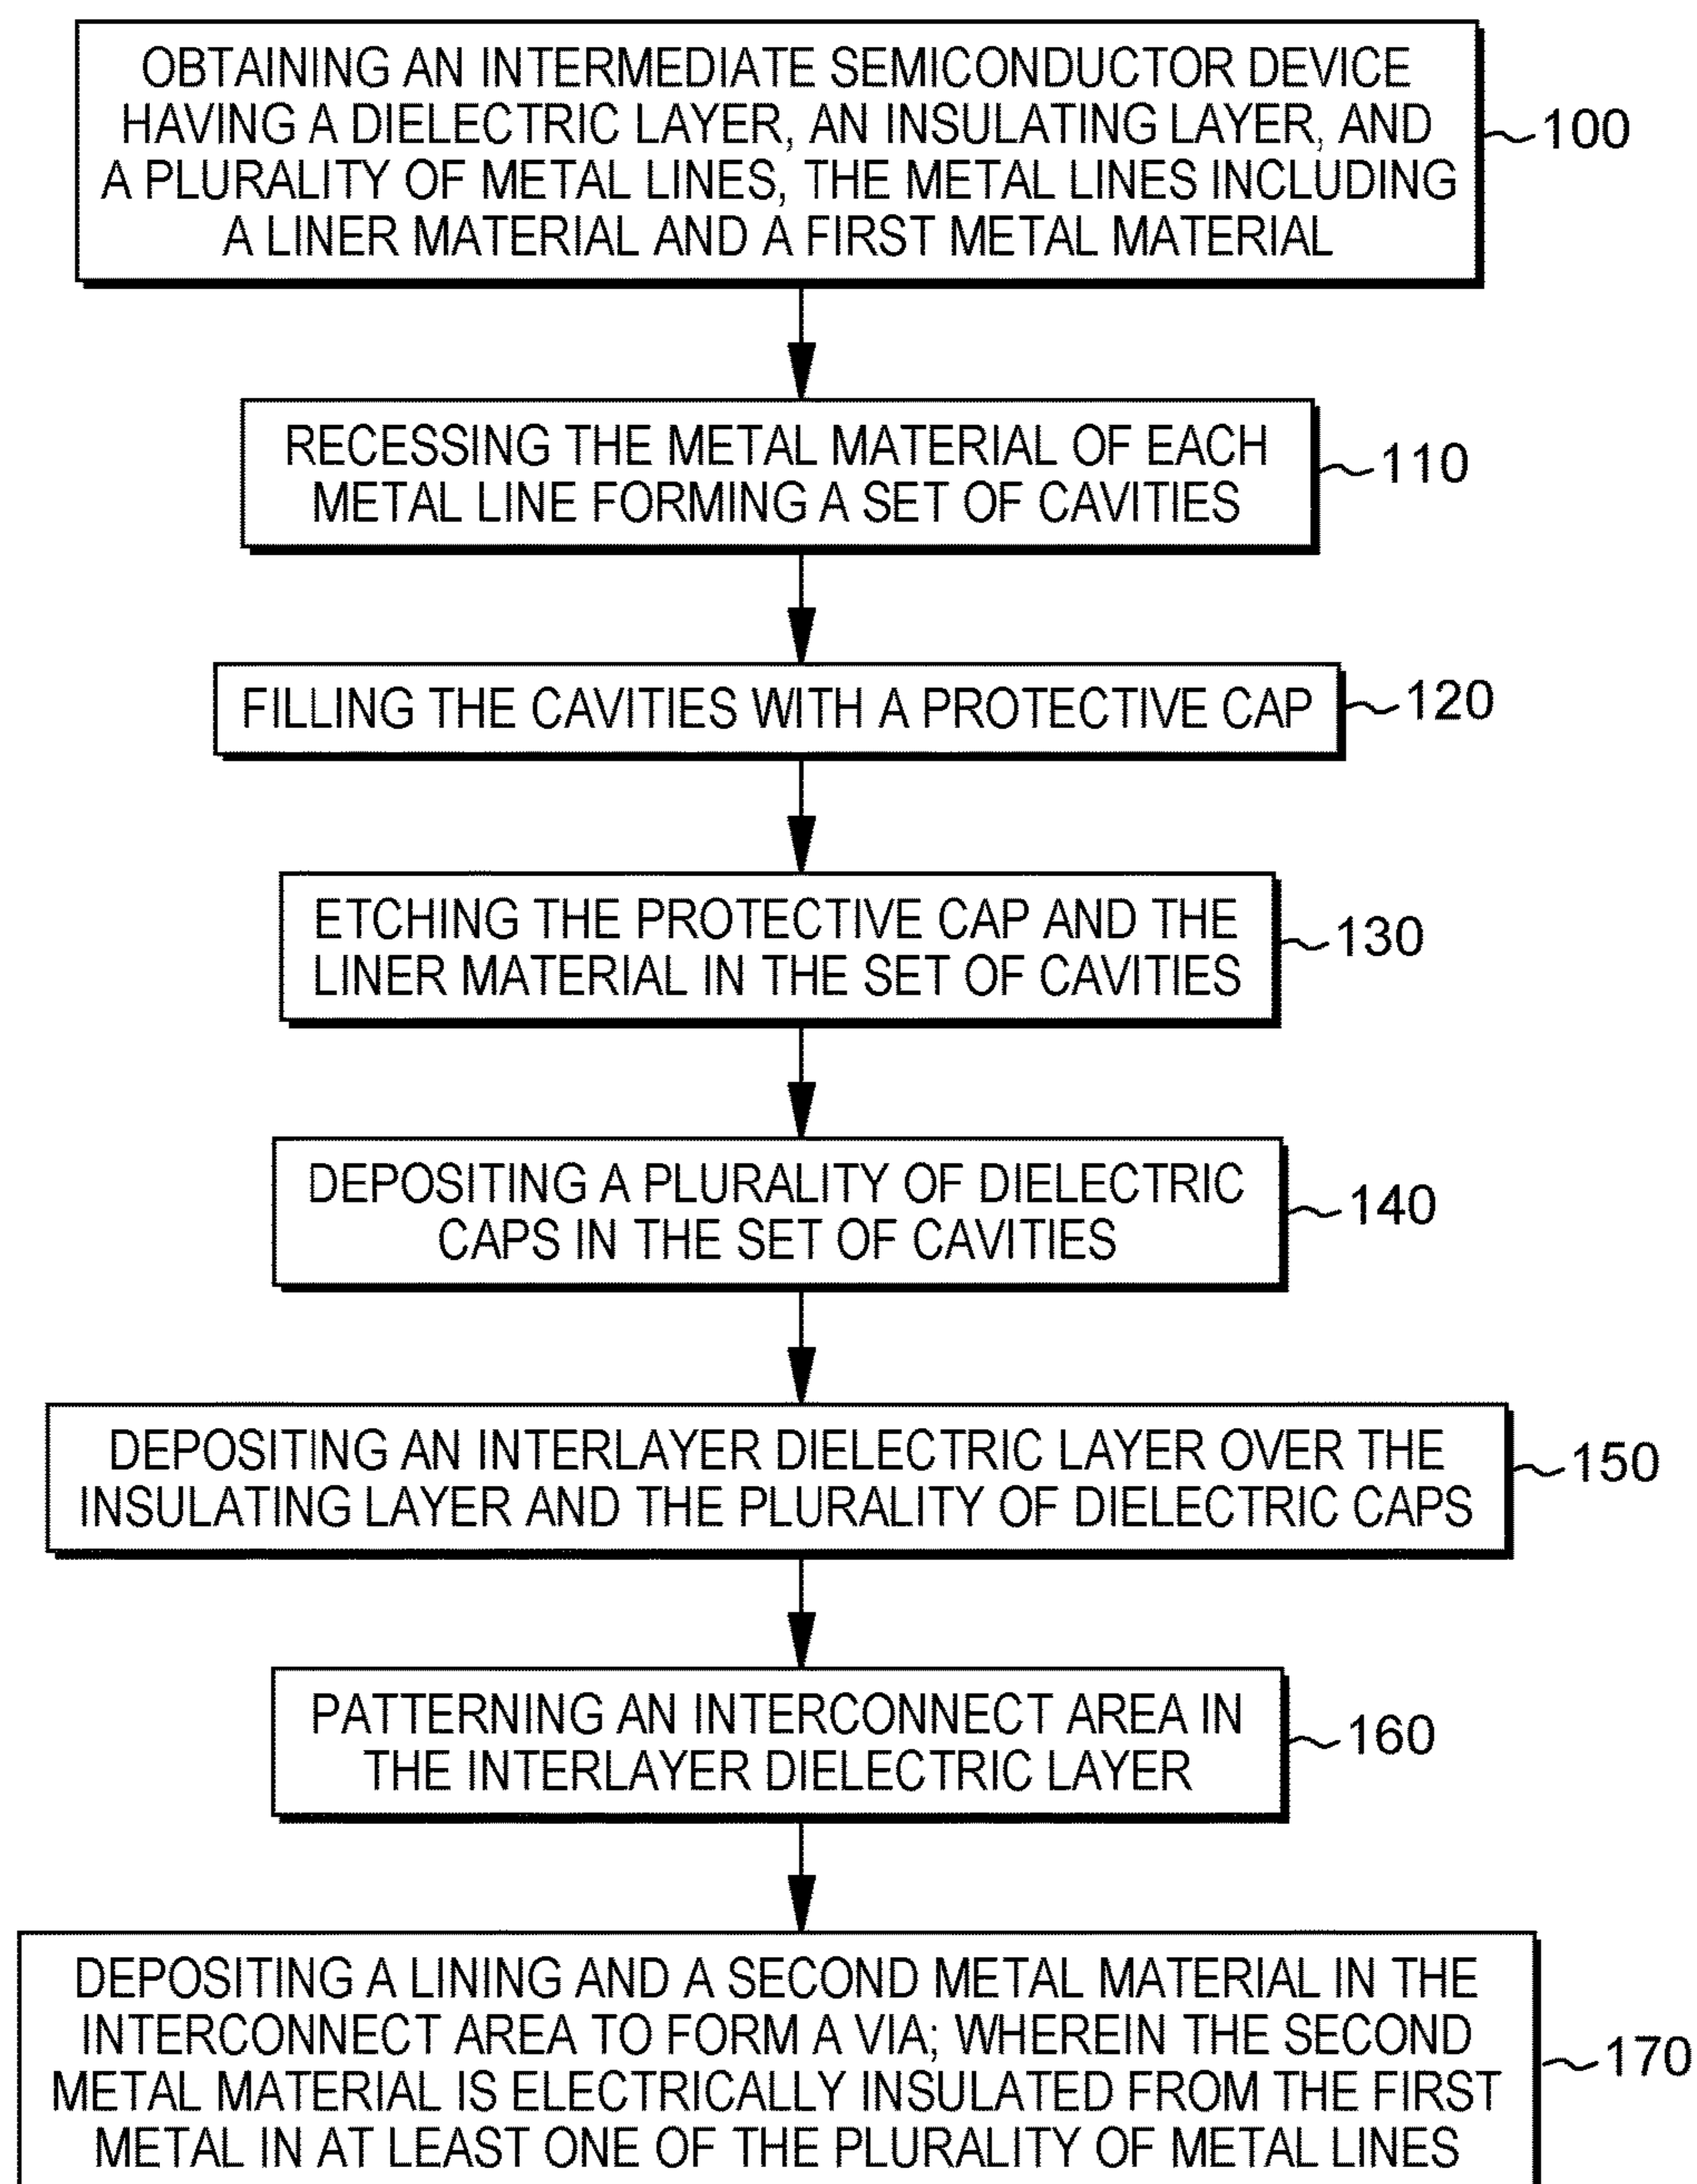 OBTAINING AN INTERMEDIATE SEMICONDUCTOR DEVICE
HAVING A DIELECTRIC LAYER, AN INSULATING LAYER, AND
A PLURALITY OF METAL LINES, THE METAL LINES INCLUDING
A LINER MATERIAL AND A FIRST METAL MATERIAL
100
RECESSING THE METAL MATERIAL OF EACH
METAL LINE FORMING A SET OF CAVITIES
110
FILLING THE CAVITIES WITH A PROTECTIVE CAP
120
ETCHING THE PROTECTIVE CAP AND THE
LINER MATERIAL IN THE SET OF CAVITIES
130
DEPOSITING A PLURALITY OF DIELECTRIC
CAPS IN THE SET OF CAVITIES
140
DEPOSITING AN INTERLAYER DIELECTRIC LAYER OVER THE
INSULATING LAYER AND THE PLURALITY OF DIELECTRIC CAPS
150
PATTERNING AN INTERCONNECT AREA IN
THE INTERLAYER DIELECTRIC LAYER
160
DEPOSITING A LINING AND A SECOND METAL MATERIAL IN THE
INTERCONNECT AREA TO FORM A VIA; WHEREIN THE SECOND
METAL MATERIAL IS ELECTRICALLY INSULATED FROM THE FIRST
METAL IN AT LEAST ONE OF THE PLURALITY OF METAL LINES
170